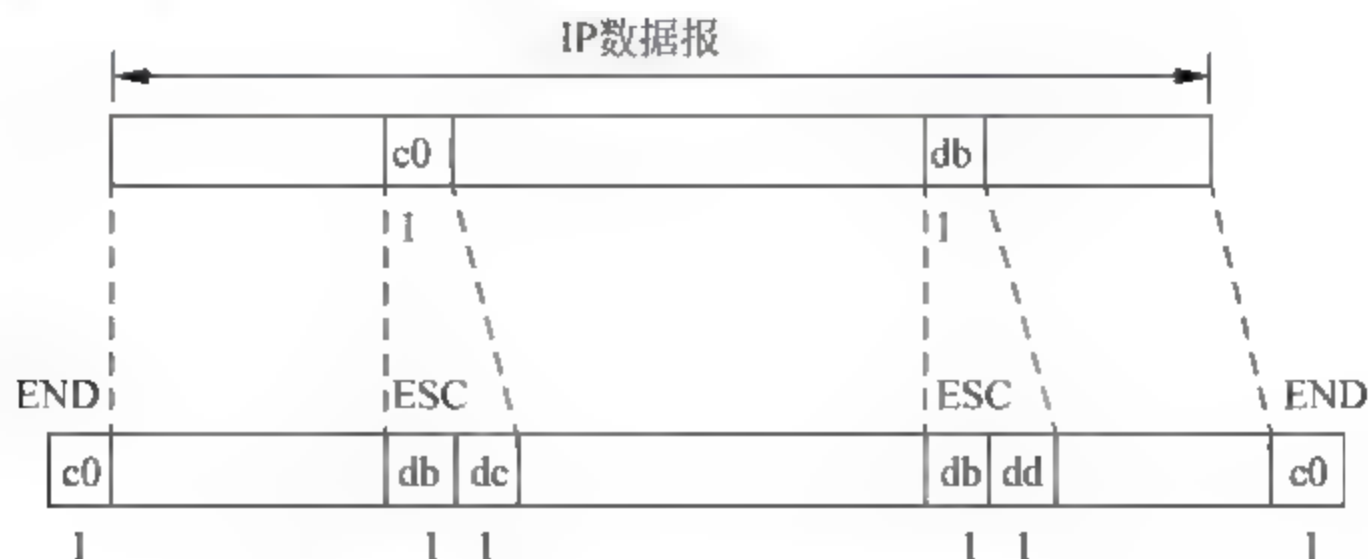 IP数据报
c0 db
1 1
END ESC ESC END
c0 db dc db dd c0
1 1 1 1 1 1